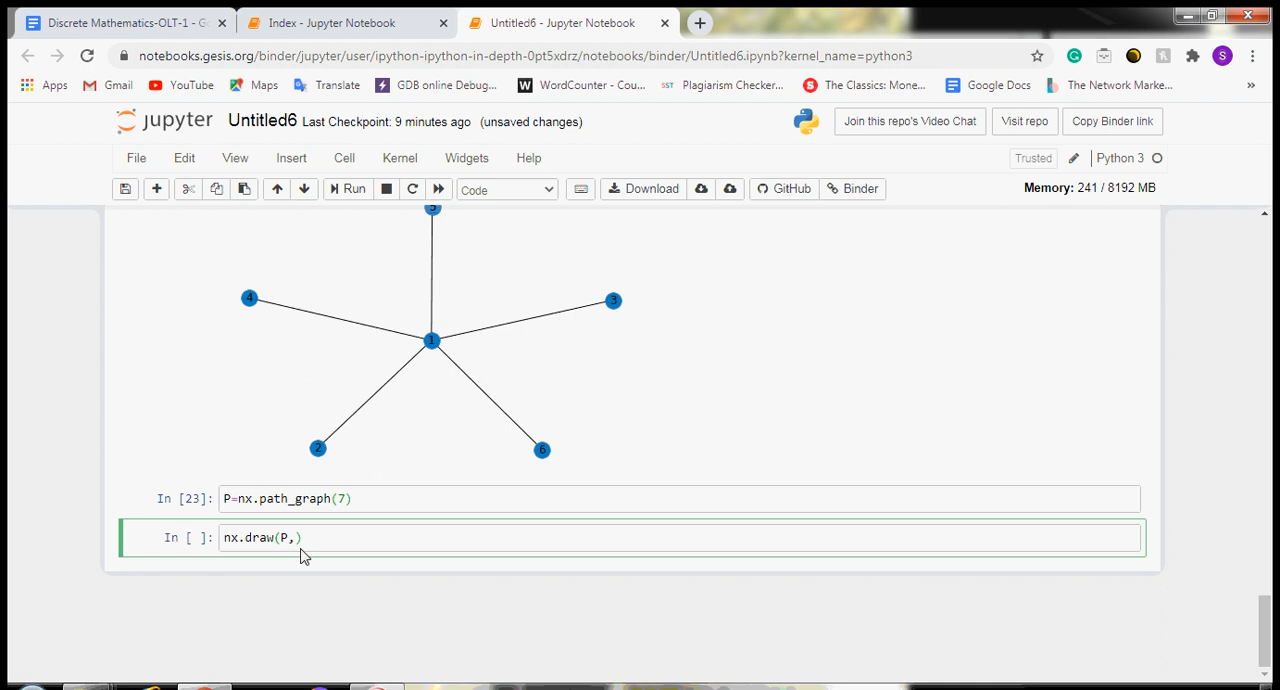 Discrete Mathematics-OLT-1 - G
Index - Jupyter Notebook
Untitled6 - Jupyter Notebook
notebooks.gesis.org/binder/jupyter/user/ipython-ipython-in-depth-0pt5xdrz/notebooks/binder/Untitled6.ipynb?kernel_name=python3
S
Apps
Gmail
YouTube
Maps
Translate
GDB online Debug...
W WordCounter - Cou...
SST Plagiarism Checker...
S The Classics: Mone...
Google Docs
The Network Marke...
»
jupyter Untitled6 Last Checkpoint: 9 minutes ago (unsaved changes)
Join this repo's Video Chat
Visit repo
Copy Binder link
File Edit View Insert Cell Kernel Widgets Help
Trusted
Python 3
Run
Code
Download
GitHub
Binder
Memory: 241 / 8192 MB
5
4
3
1
2
6
In [23]: P=nx.path_graph(7)
In [ ]: nx.draw(P,)